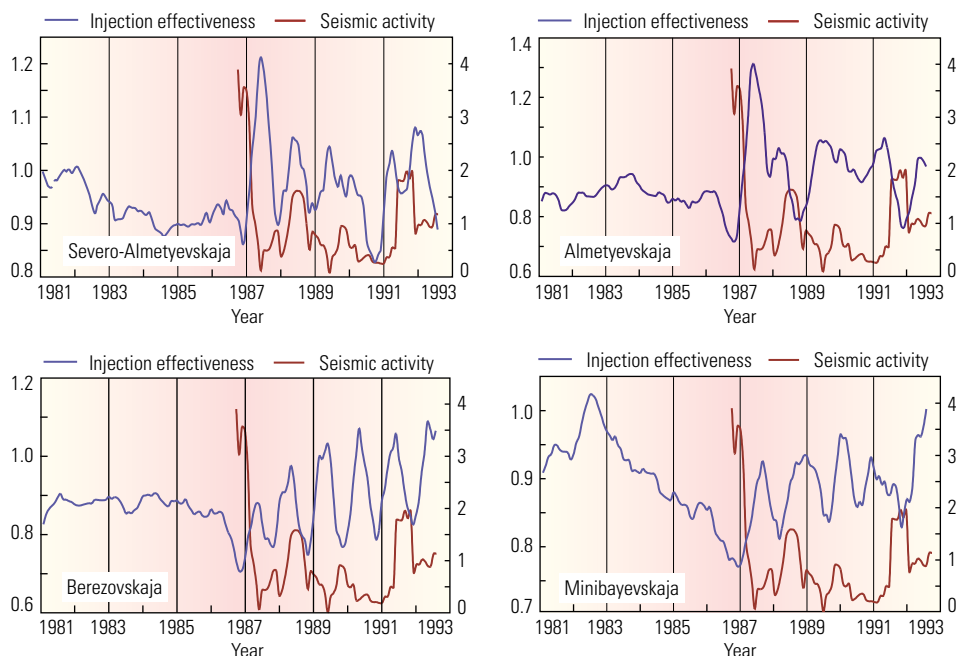 Injection effectiveness Seismic activity
1.2
1.1
1.0
0.9
0.8
4
3
2
1
0
Severo-Almetyevskaja
1981 1983 1985 1987 1989 1991 1993
Year
Injection effectiveness Seismic activity
1.4
1.2
1.0
0.8
0.6
4
3
2
1
0
Almetyevskaja
1981 1983 1985 1987 1989 1991 1993
Year
Injection effectiveness Seismic activity
1.2
1.0
0.8
0.6
4
3
2
1
0
Berezovskaja
1981 1983 1985 1987 1989 1991 1993
Year
Injection effectiveness Seismic activity
1.0
0.9
0.8
0.7
4
3
2
1
0
Minibayevskaja
1981 1983 1985 1987 1989 1991 1993
Year